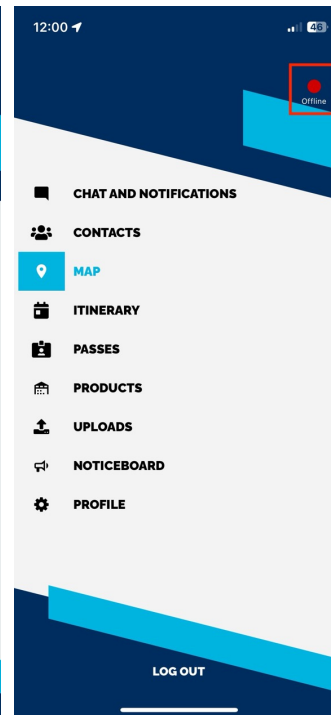 12:00
46
Offline
CHAT AND NOTIFICATIONS
CONTACTS
MAP
ITINERARY
PASSES
PRODUCTS
UPLOADS
NOTICEBOARD
PROFILE
LOG OUT